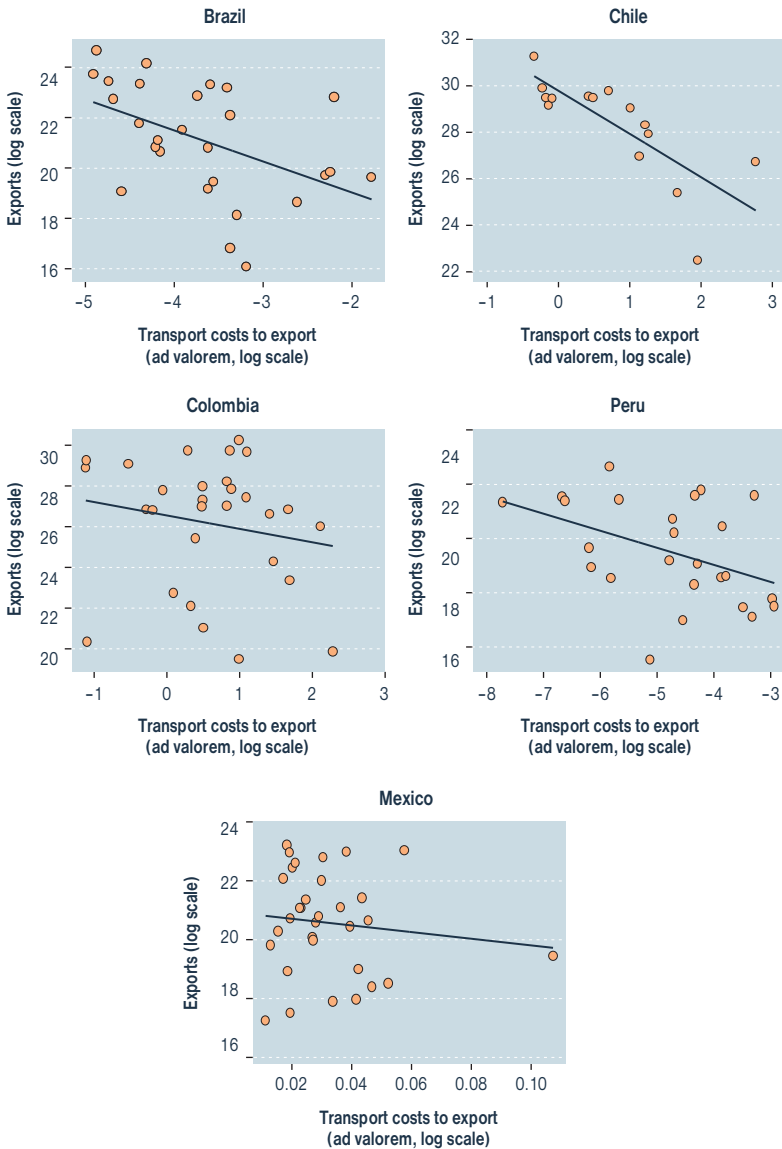 Brazil
Exports (log scale)
24
22
20
18
16
−5 −4 −3 −2
Transport costs to export
(ad valorem, log scale)
Chile
Exports (log scale)
32
30
28
26
24
22
−1 0 1 2 3
Transport costs to export
(ad valorem, log scale)
Colombia
Exports (log scale)
30
28
26
24
22
20
−1 0 1 2 3
Transport costs to export
(ad valorem, log scale)
Peru
Exports (log scale)
24
22
20
18
16
−8 −7 −6 −5 −4 −3
Transport costs to export
(ad valorem, log scale)
Mexico
Exports (log scale)
24
22
20
18
16
0.02 0.04 0.06 0.08 0.10
Transport costs to export
(ad valorem, log scale)